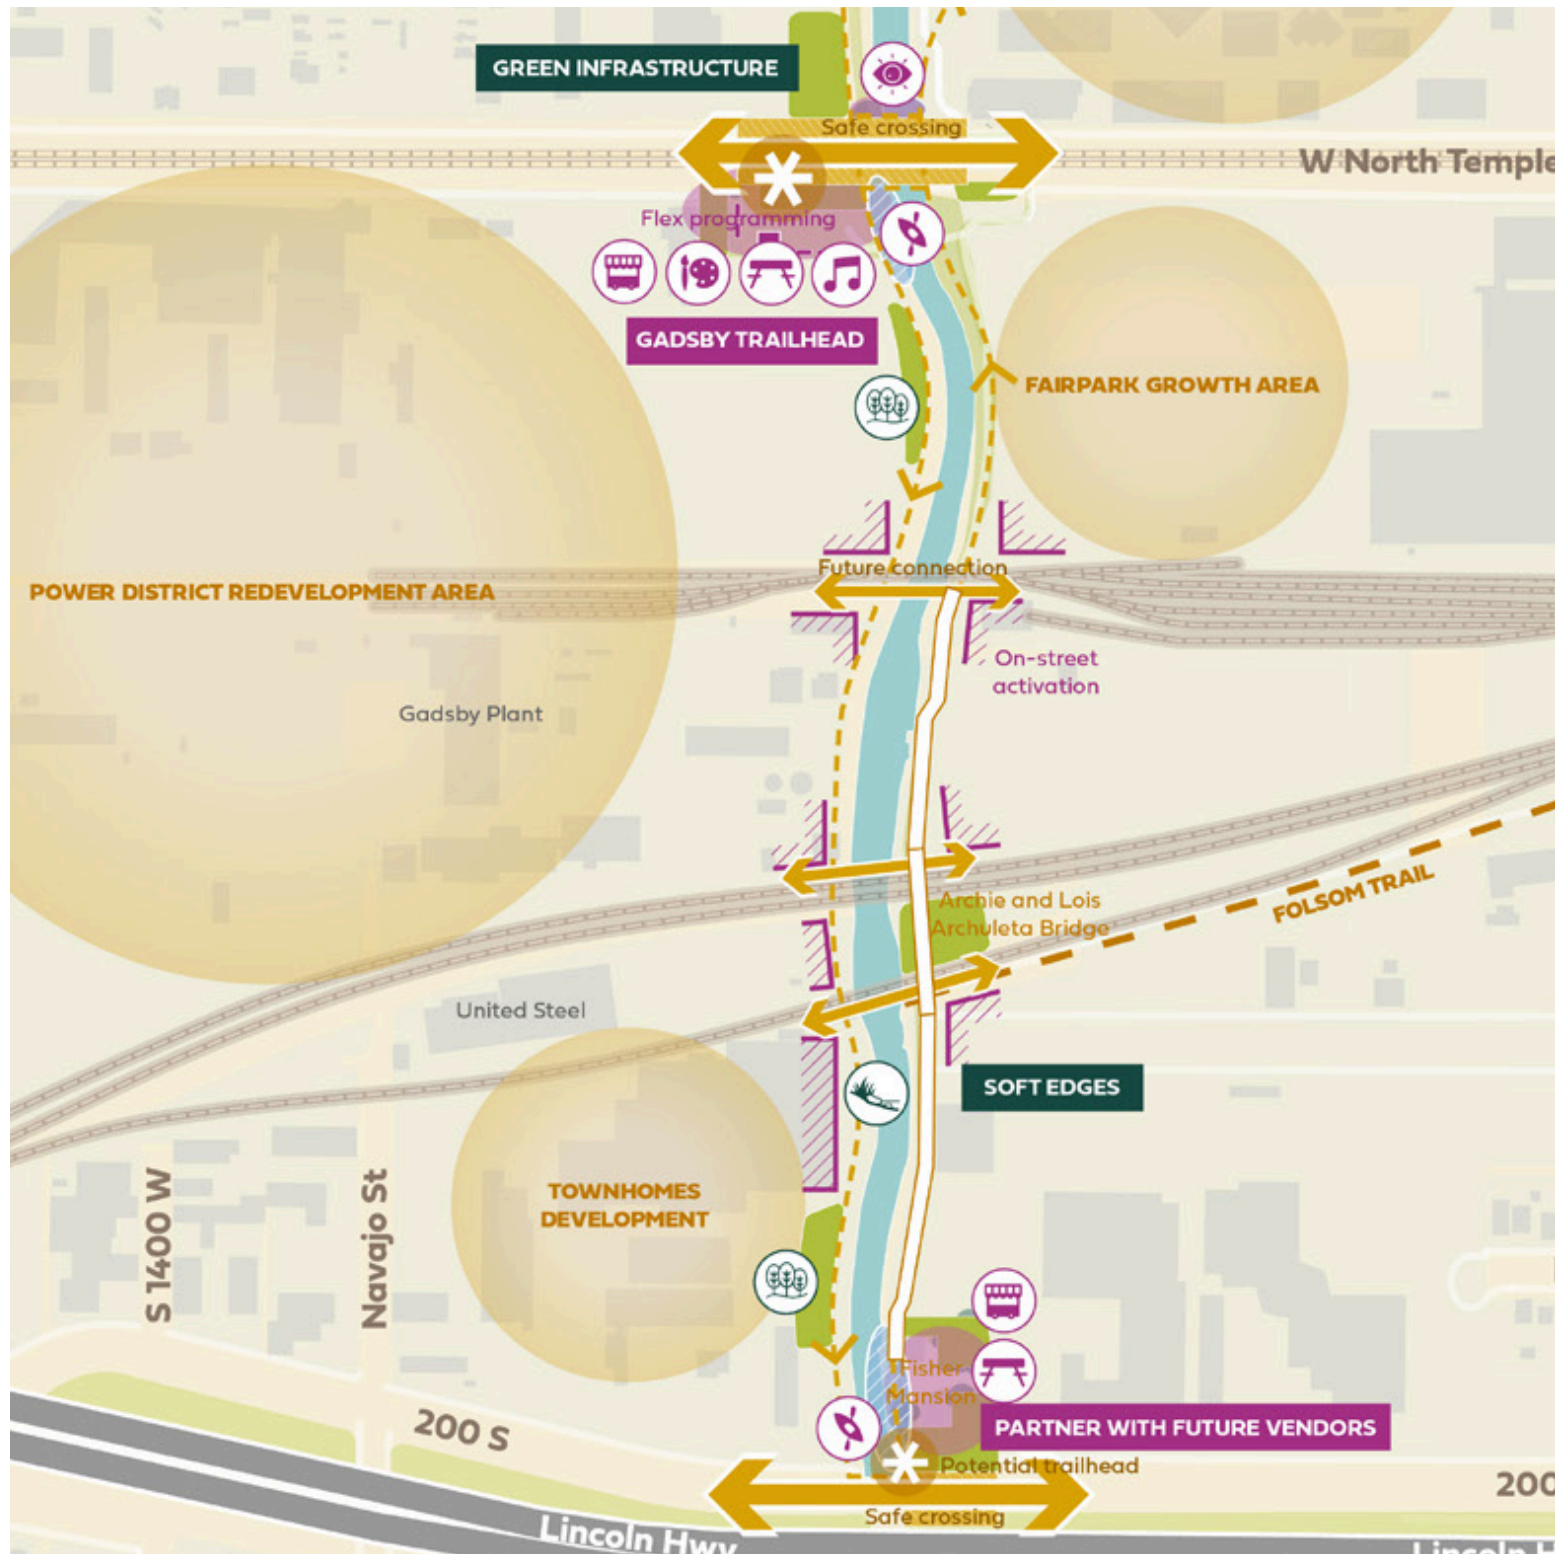 GREEN INFRASTRUCTURE
Safe crossing
W North Temple
Flex programming
GADSBY TRAILHEAD
FAIRPARK GROWTH AREA
Future connection
POWER DISTRICT REDEVELOPMENT AREA
On-street
activation
Gadsby Plant
FOLSOM TRAIL
Archie and Lois
Archuleta Bridge
United Steel
SOFT EDGES
TOWNHOMES
DEVELOPMENT
S 1400 W
Navajo St
Fisher
Mansion
PARTNER WITH FUTURE VENDORS
200 S
Potential trailhead
200
Safe crossing
Lincoln Hwy
Lincoln H